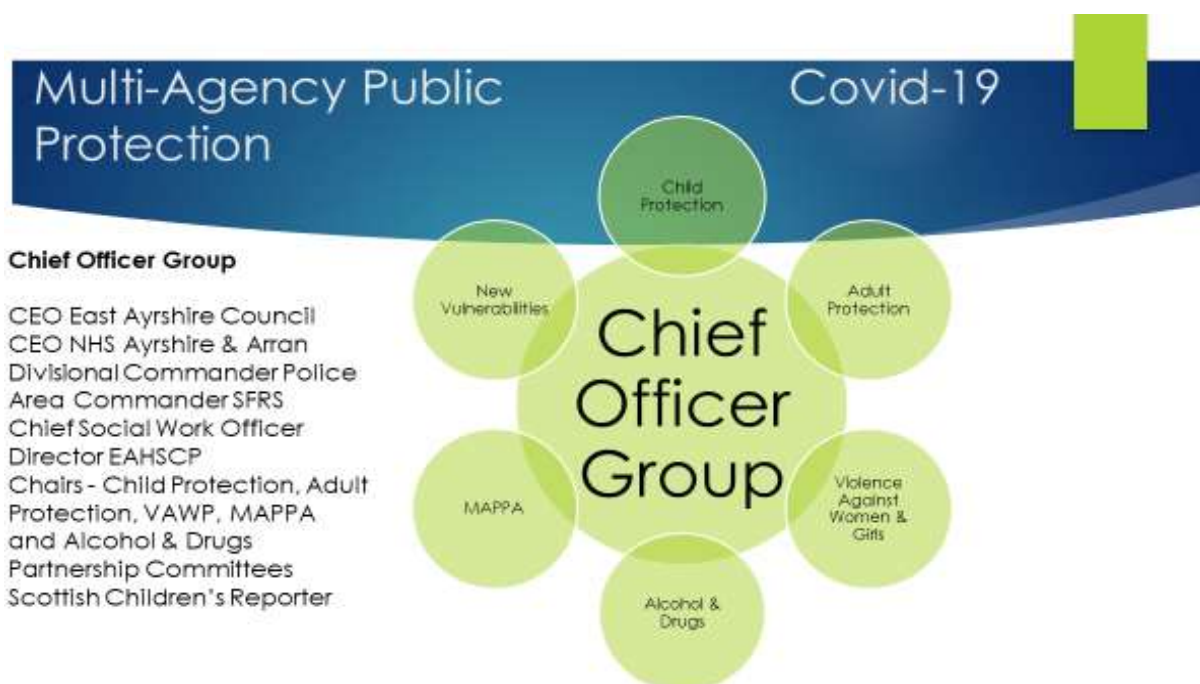 Multi-Agency Public
Protection
Covid-19
Chief Officer Group
CEO East Ayrshire Council
CEO NHS Ayrshire & Arran
Divisional Commander Police
Area Commander SFRS
Chief Social Work Officer
Director EAHSCP
Chairs - Child Protection, Adult
Protection, VAWP, MAPPA
and Alcohol & Drugs
Partnership Committees
Scottish Children's Reporter
Chief
Officer
Group
Child
Protection
Adult
Protection
Violence
Against
Women &
Girls
Alcohol &
Drugs
MAPPA
New
Vulnerabilities